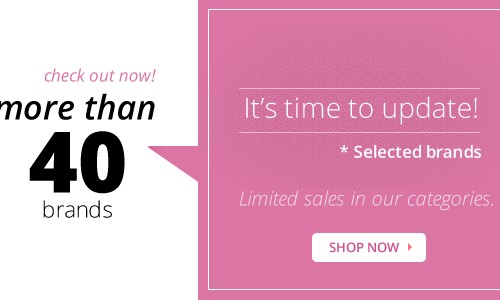 check out now!
more than
40
brands
It's time to update!
* Selected brands
Limited sales in our categories.
SHOP NOW